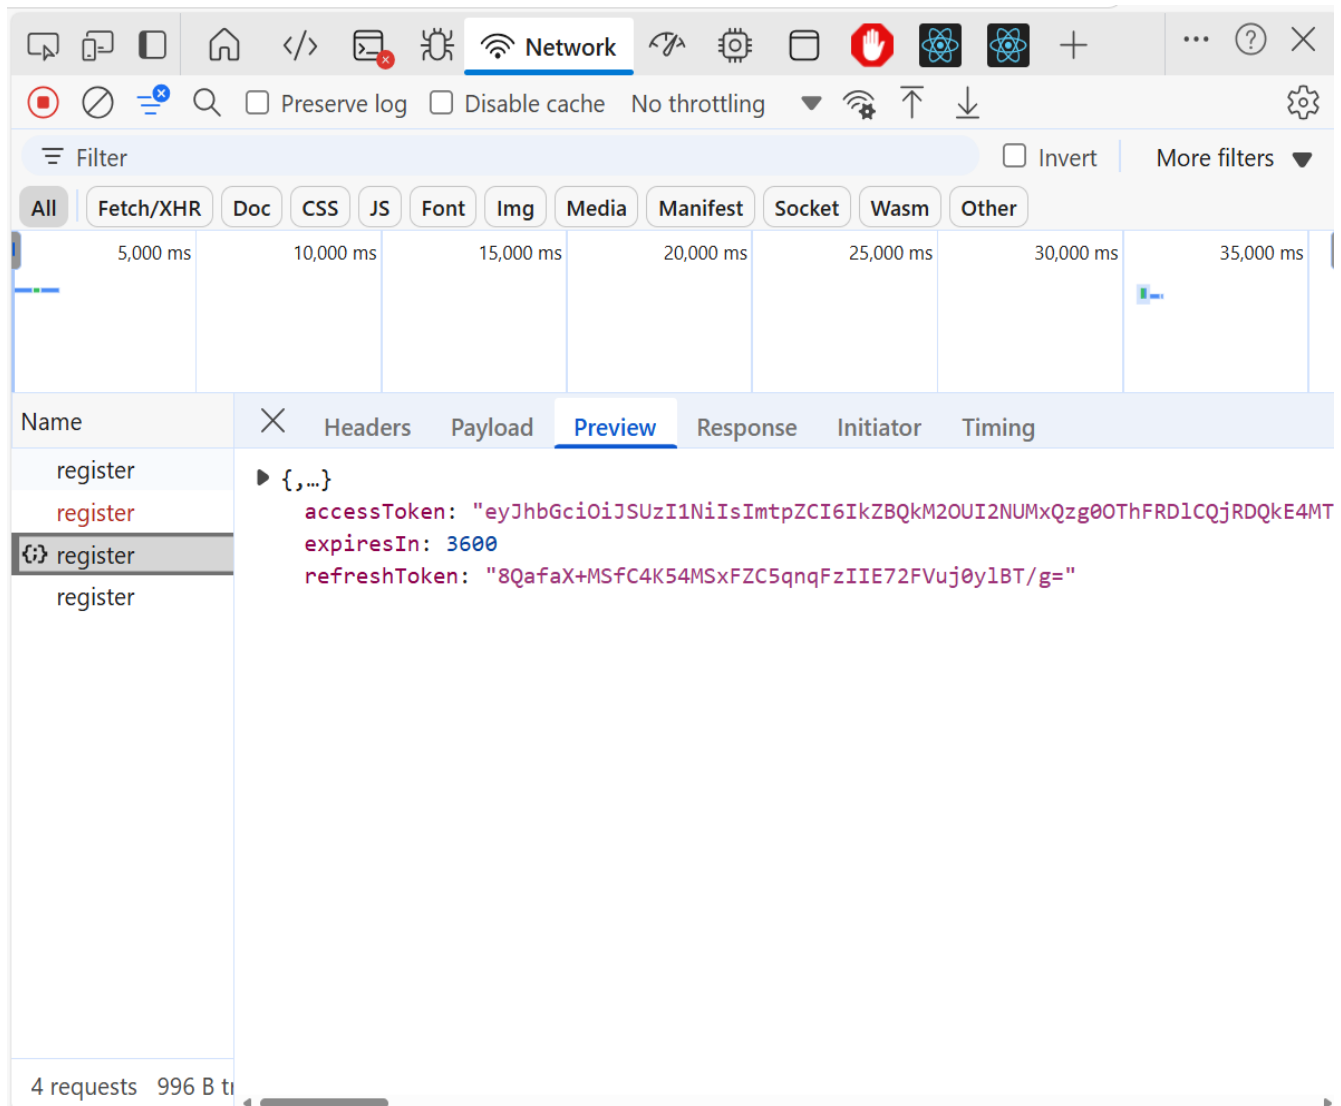 Network
Preserve log Disable cache No throttling
Filter Invert More filters
All Fetch/XHR Doc CSS JS Font Img Media Manifest Socket Wasm Other
5,000 ms 10,000 ms 15,000 ms 20,000 ms 25,000 ms 30,000 ms 35,000 ms
Name Headers Payload Preview Response Initiator Timing
register {,…}
register accessToken: "eyJhbGciOiJSUzI1NiIsImtpZCI6IkZBQkM2OUI2NUMxQzg0OThFRDlCQjRDQkE4MT
{;} register expiresIn: 3600
register refreshToken: "8QafaX+MSfC4K54MSxFZC5qnqFzIIE72FVuj0ylBT/g="
4 requests 996 B